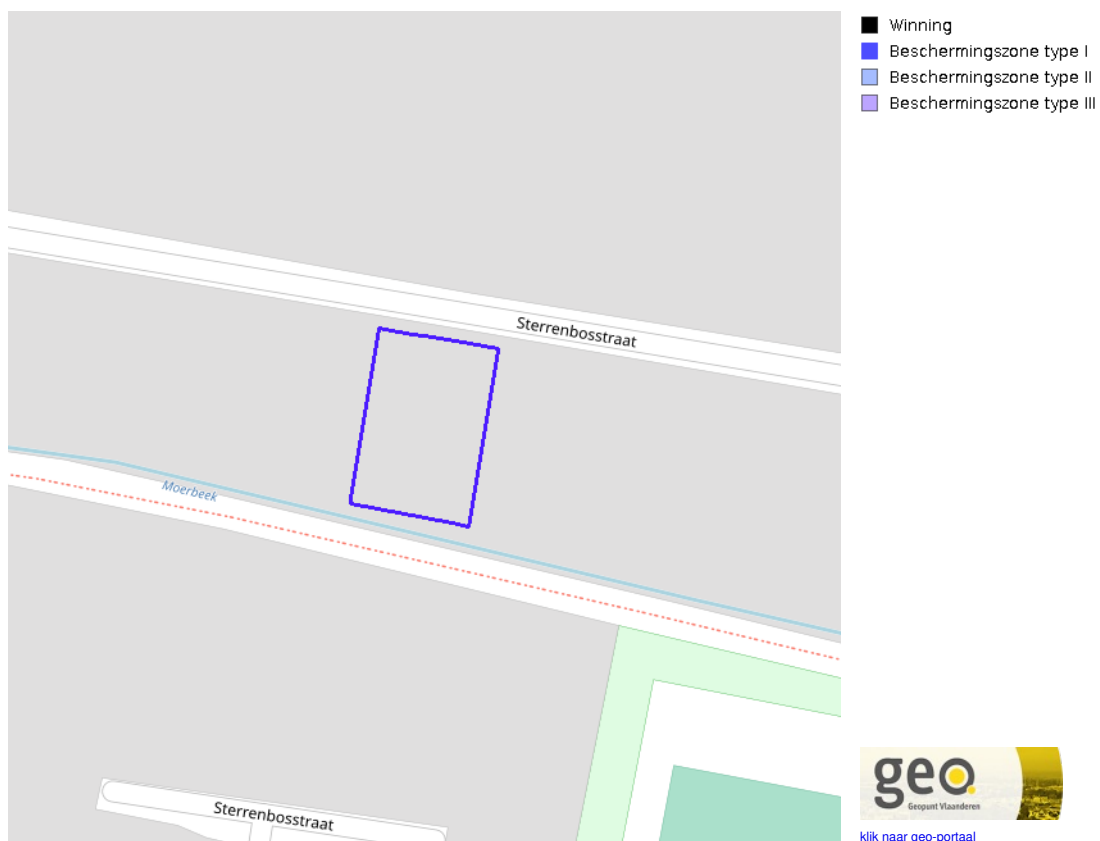 Winning
Beschermingszone type I
Beschermingszone type II
Beschermingszone type III
Sterrenbosstraat
Moerbeek
Sterrenbosstraat
geo.
Geopunt Vlaanderen
klik naar geo-portaal